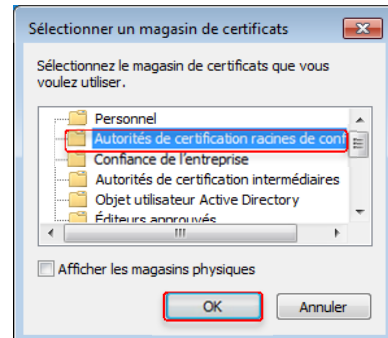 Sélectionner un magasin de certificats
Sélectionnez le magasin de certificats que vous
voulez utiliser.
Personnel
Autorités de certification racines de conf
Confiance de l'entreprise
Autorités de certification intermédiaires
Objet utilisateur Active Directory
Éditeurs approuvés
Afficher les magasins physiques
OK
Annuler